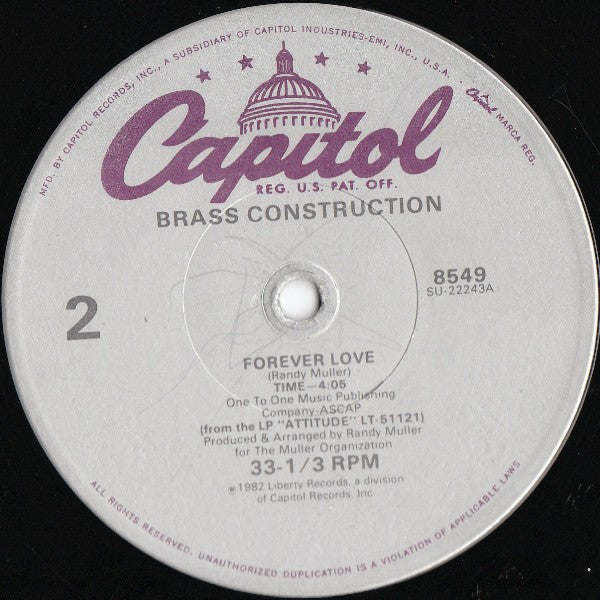 MFD. BY CAPITOL RECORDS, INC., A SUBSIDIARY OF CAPITOL INDUSTRIES-EMI, INC., U.S.A. · Capitol MARCA REG.
Capitol
REG. U.S. PAT. OFF.
BRASS CONSTRUCTION
8549
SU-22243A
2
FOREVER LOVE
(Randy Muller)
TIME—4:05
One To One Music Publishing
Company-ASCAP
(from the LP "ATTITUDE" LT-51121)
Produced & Arranged by Randy Muller
for The Muller Organization
33-1/3 RPM
℗1982 Liberty Records, a division
of Capitol Records, Inc.
ALL RIGHTS RESERVED. UNAUTHORIZED DUPLICATION IS A VIOLATION OF APPLICABLE LAWS